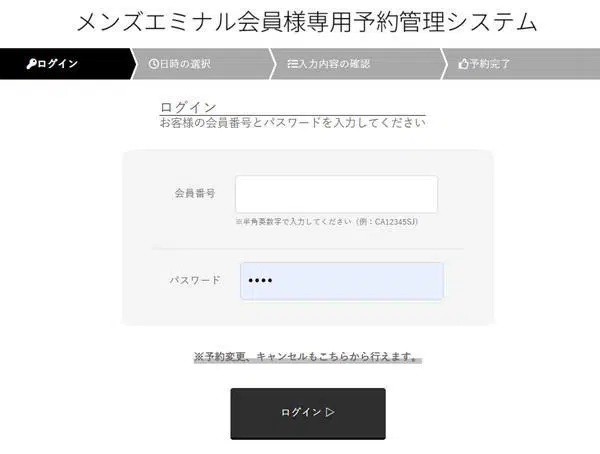 メンズエミナル会員様専用予約管理システム
ログイン
日時の選択
入力内容の確認
予約完了
ログイン
お客様の会員番号とパスワードを入力してください
会員番号
※半角英数字で入力してください（例：CA12345SJ）
パスワード
••••
※予約変更、キャンセルもこちらから行えます。
ログイン ▷